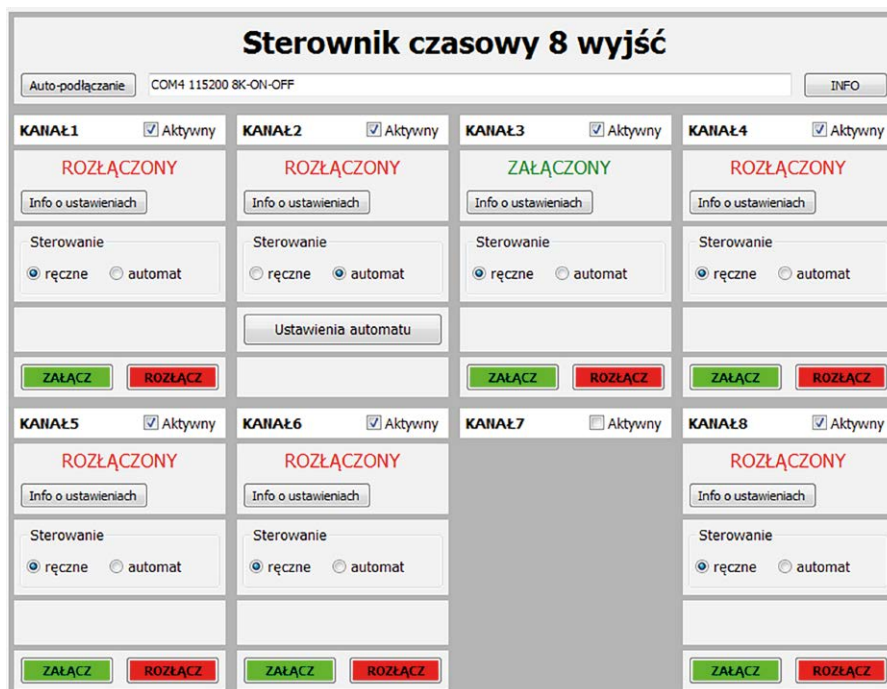 Sterownik czasowy 8 wyjść
Auto-podłączanie COM4 115200 8K-ON-OFF INFO
KANAŁ1 Aktywny KANAŁ2 Aktywny KANAŁ3 Aktywny KANAŁ4 Aktywny
ROZŁĄCZONY ROZŁĄCZONY ZAŁĄCZONY ROZŁĄCZONY
Info o ustawieniach Info o ustawieniach Info o ustawieniach Info o ustawieniach
Sterowanie Sterowanie Sterowanie Sterowanie
ręczne automat ręczne automat ręczne automat ręczne automat
Ustawienia automatu
ZAŁĄCZ ROZŁĄCZ ZAŁĄCZ ROZŁĄCZ ZAŁĄCZ ROZŁĄCZ
KANAŁ5 Aktywny KANAŁ6 Aktywny KANAŁ7 Aktywny KANAŁ8 Aktywny
ROZŁĄCZONY ROZŁĄCZONY ROZŁĄCZONY
Info o ustawieniach Info o ustawieniach Info o ustawieniach
Sterowanie Sterowanie Sterowanie
ręczne automat ręczne automat ręczne automat
ZAŁĄCZ ROZŁĄCZ ZAŁĄCZ ROZŁĄCZ ZAŁĄCZ ROZŁĄCZ